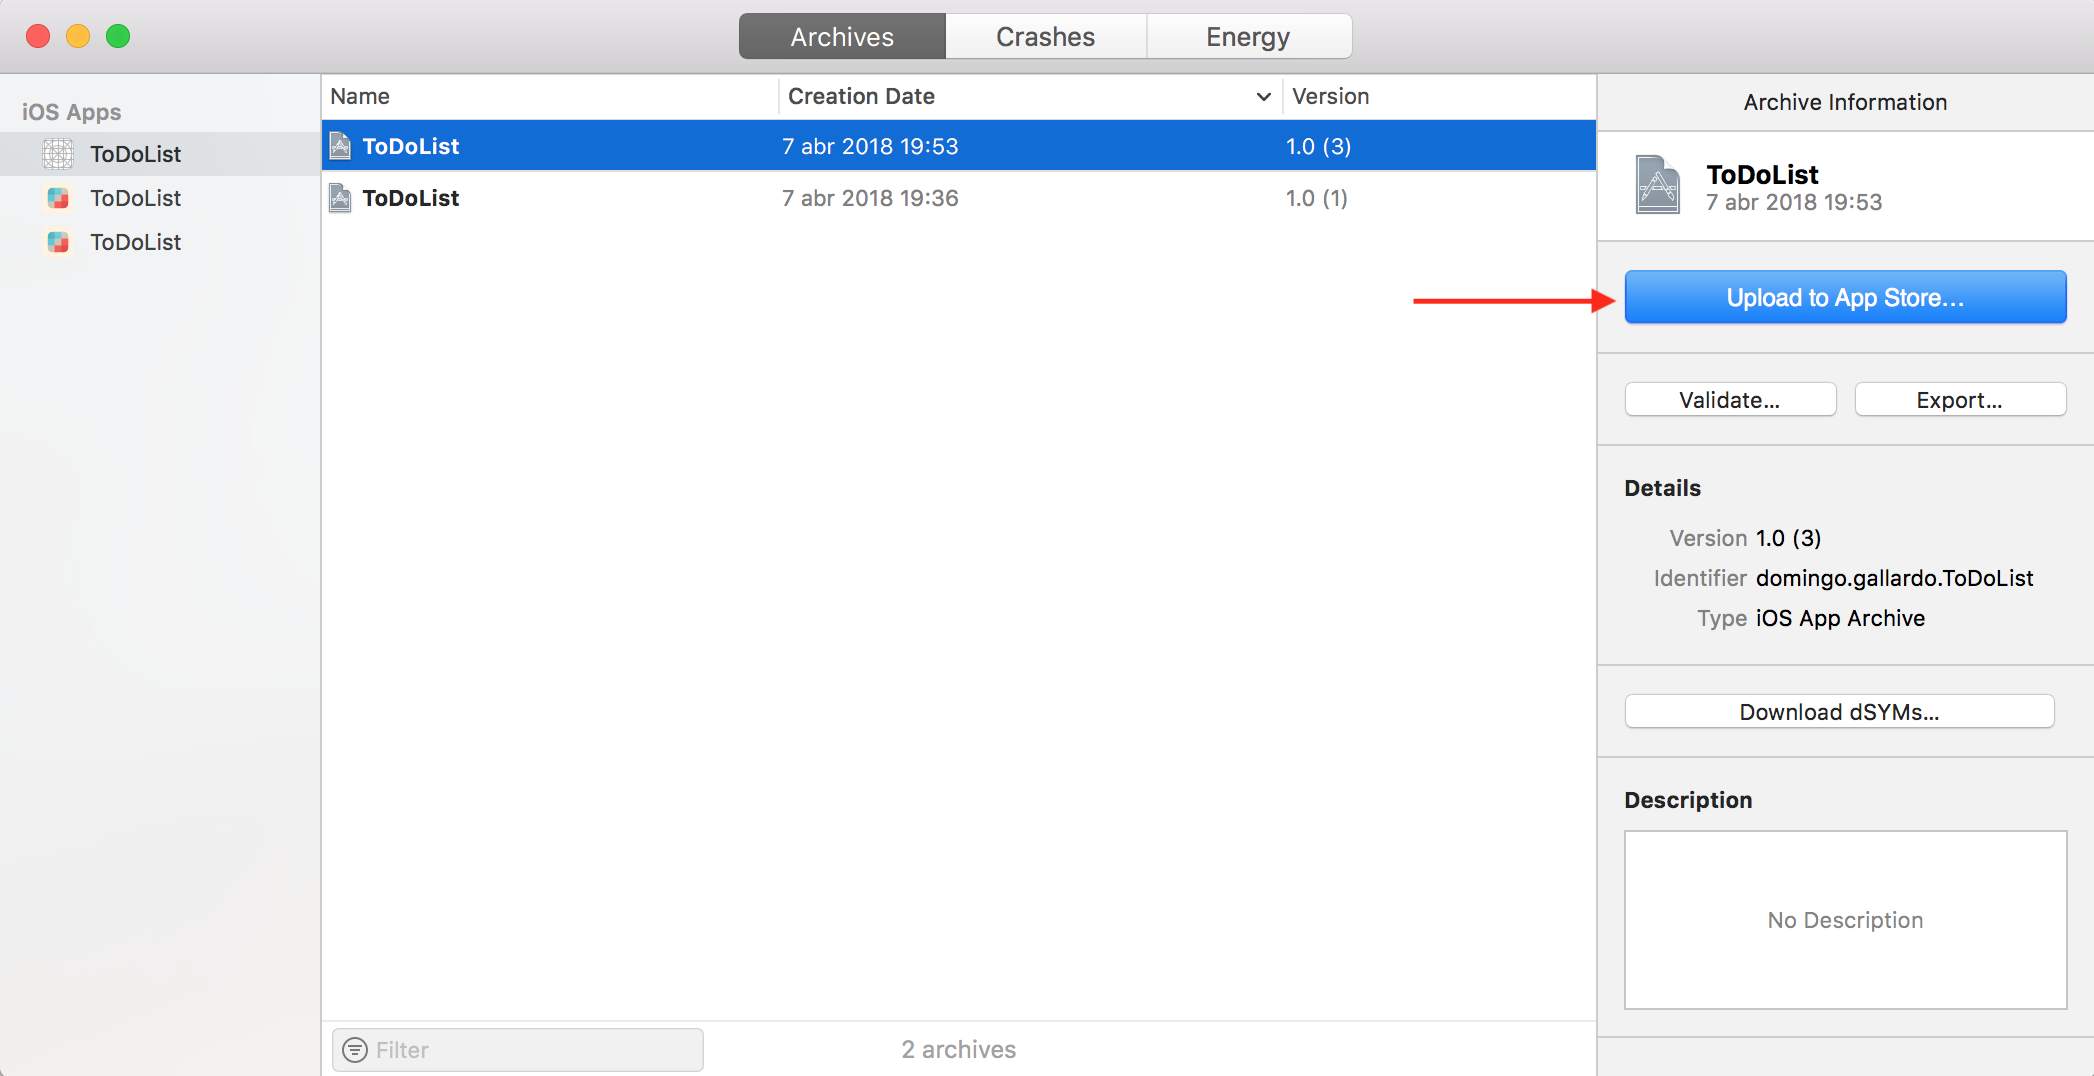 Archives Crashes Energy
iOS Apps
ToDoList
ToDoList
ToDoList
Name Creation Date Version
ToDoList 7 abr 2018 19:53 1.0 (3)
ToDoList 7 abr 2018 19:36 1.0 (1)
Filter
2 archives
Archive Information
ToDoList
7 abr 2018 19:53
Upload to App Store...
Validate... Export...
Details
Version 1.0 (3)
Identifier domingo.gallardo.ToDoList
Type iOS App Archive
Download dSYMs...
Description
No Description